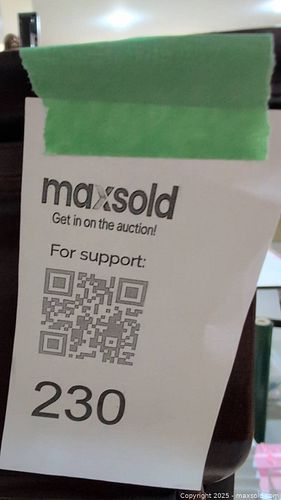 maxsold
Get in on the auction!
For support:
230
Copyright © 2025 - maxsold.com